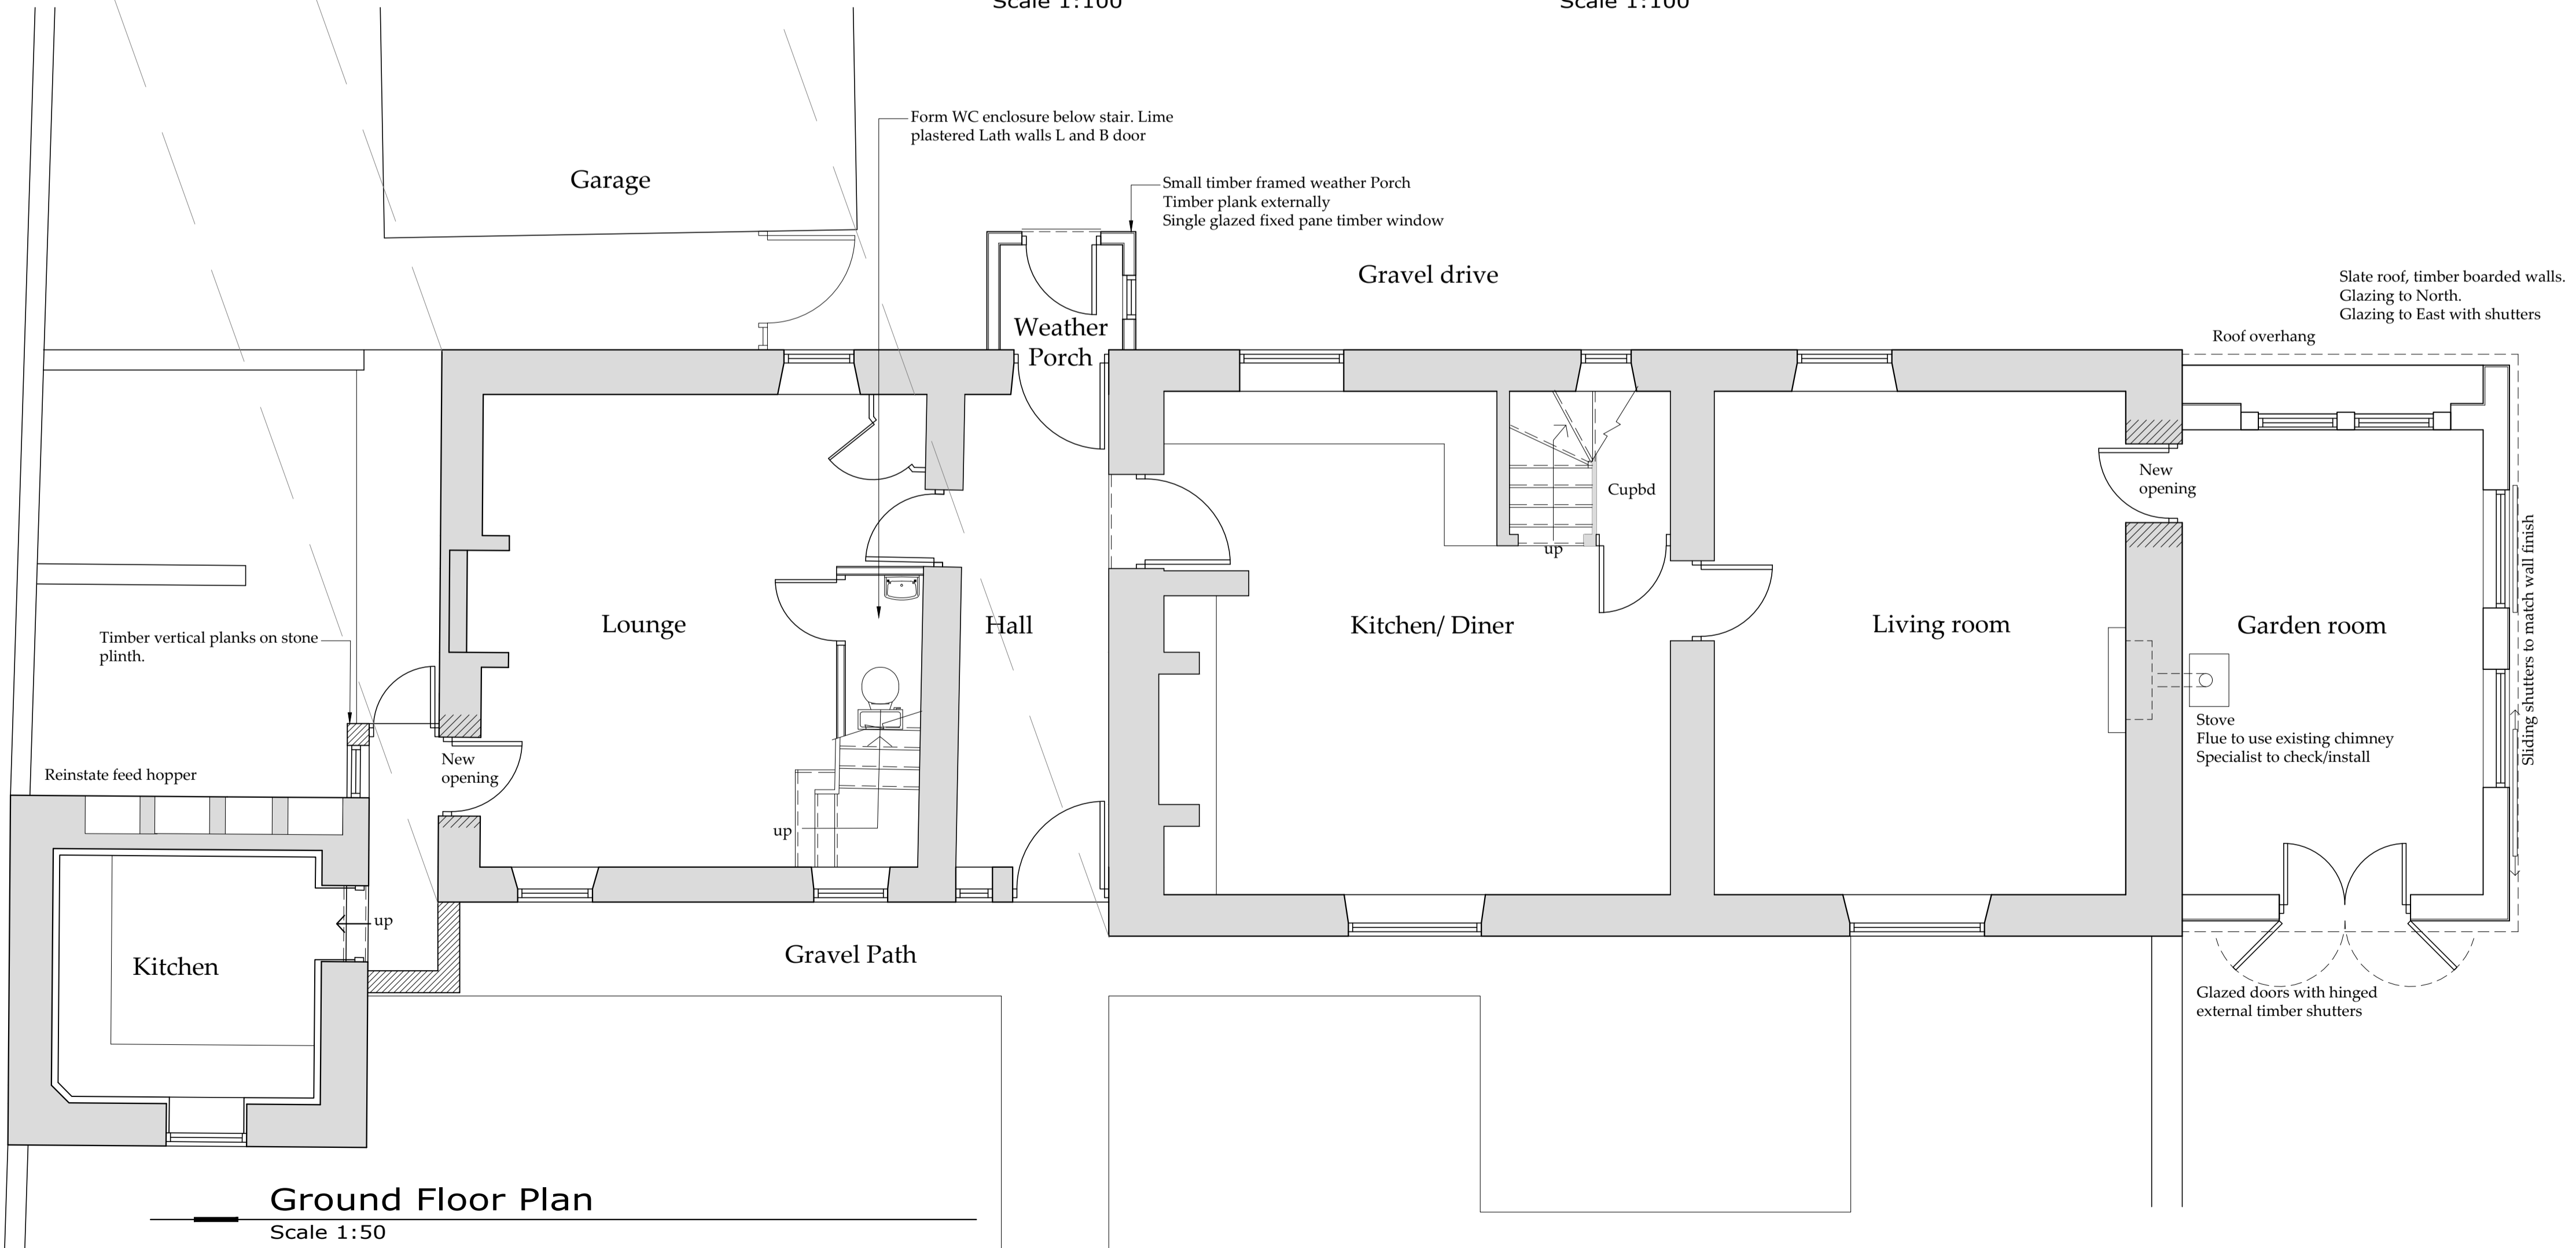 Scale 1:100
Scale 1:100
Form WC enclosure below stair. Lime
plastered Lath walls L and B door
Garage
Small timber framed weather Porch
Timber plank externally
Single glazed fixed pane timber window
Gravel drive
Slate roof, timber boarded walls.
Glazing to North.
Glazing to East with shutters
Roof overhang
Weather
Porch
New
opening
Cupbd
up
Timber vertical planks on stone
plinth.
Lounge
Hall
Kitchen/ Diner
Living room
Garden room
Sliding shutters to match wall finish
Stove
Flue to use existing chimney
Specialist to check/install
Reinstate feed hopper
New
opening
up
up
Kitchen
Gravel Path
Glazed doors with hinged
external timber shutters
Ground Floor Plan
Scale 1:50